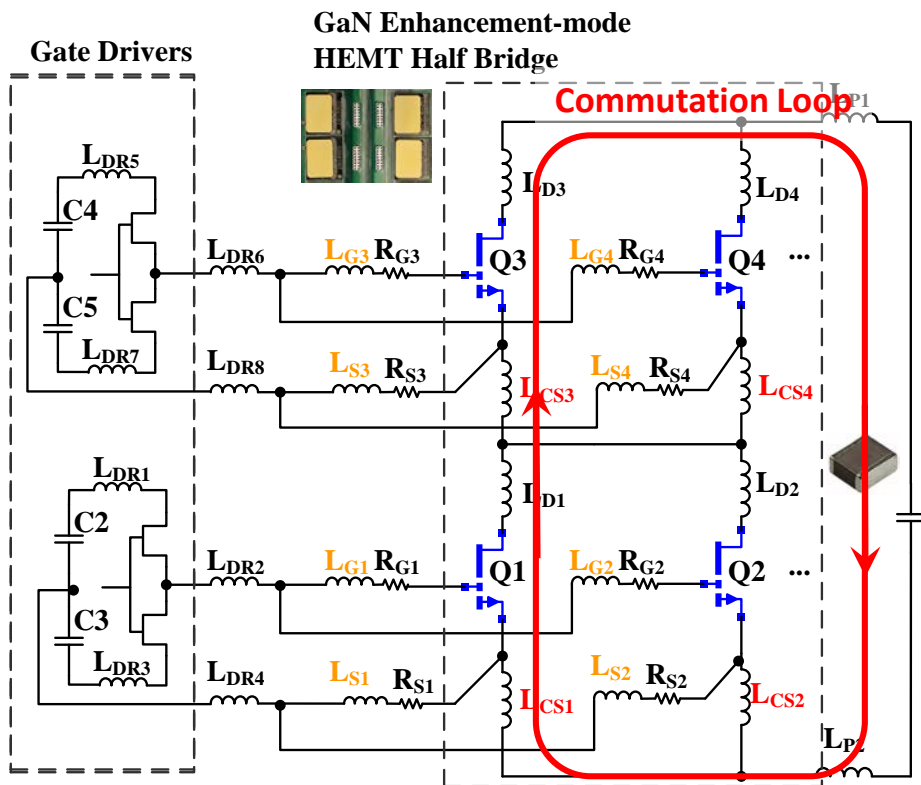 GaN Enhancement-mode
Gate Drivers
HEMT Half Bridge
Commutation Loop
LP1
LDR5
LD3
LD4
C4
LDR6
LG3
RG3
Q3
LG4
RG4
Q4
...
C5
LDR7
LDR8
LS3
RS3
LS4
RS4
LCS3
LCS4
LDR1
LD1
LD2
C2
LDR2
LG1
RG1
Q1
LG2
RG2
Q2
...
C3
LDR3
LDR4
LS1
RS1
LS2
RS2
LCS1
LCS2
LP2